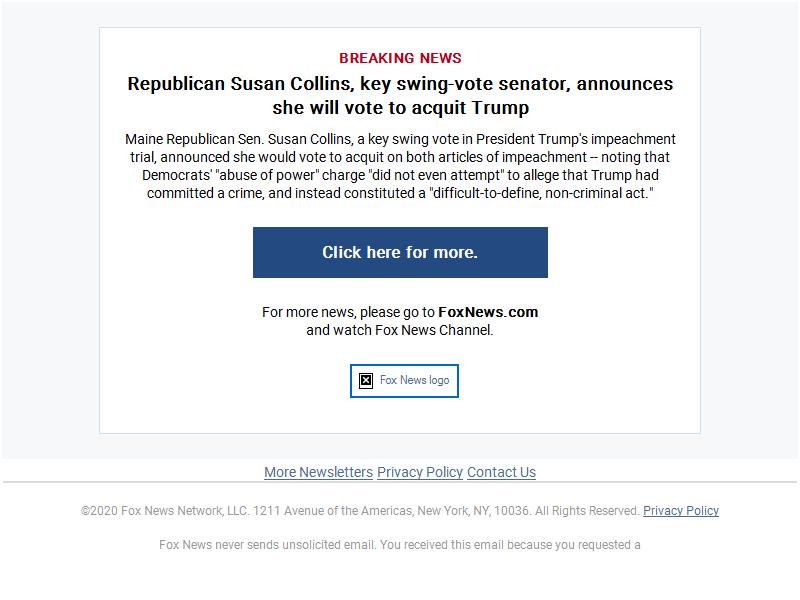 BREAKING NEWS
Republican Susan Collins, key swing-vote senator, announces
she will vote to acquit Trump
Maine Republican Sen. Susan Collins, a key swing vote in President Trump's impeachment
trial, announced she would vote to acquit on both articles of impeachment -- noting that
Democrats' "abuse of power" charge "did not even attempt" to allege that Trump had
committed a crime, and instead constituted a "difficult-to-define, non-criminal act."
Click here for more.
For more news, please go to FoxNews.com
and watch Fox News Channel.
Fox News logo
More Newsletters Privacy Policy Contact Us
©2020 Fox News Network, LLC. 1211 Avenue of the Americas, New York, NY, 10036. All Rights Reserved. Privacy Policy
Fox News never sends unsolicited email. You received this email because you requested a